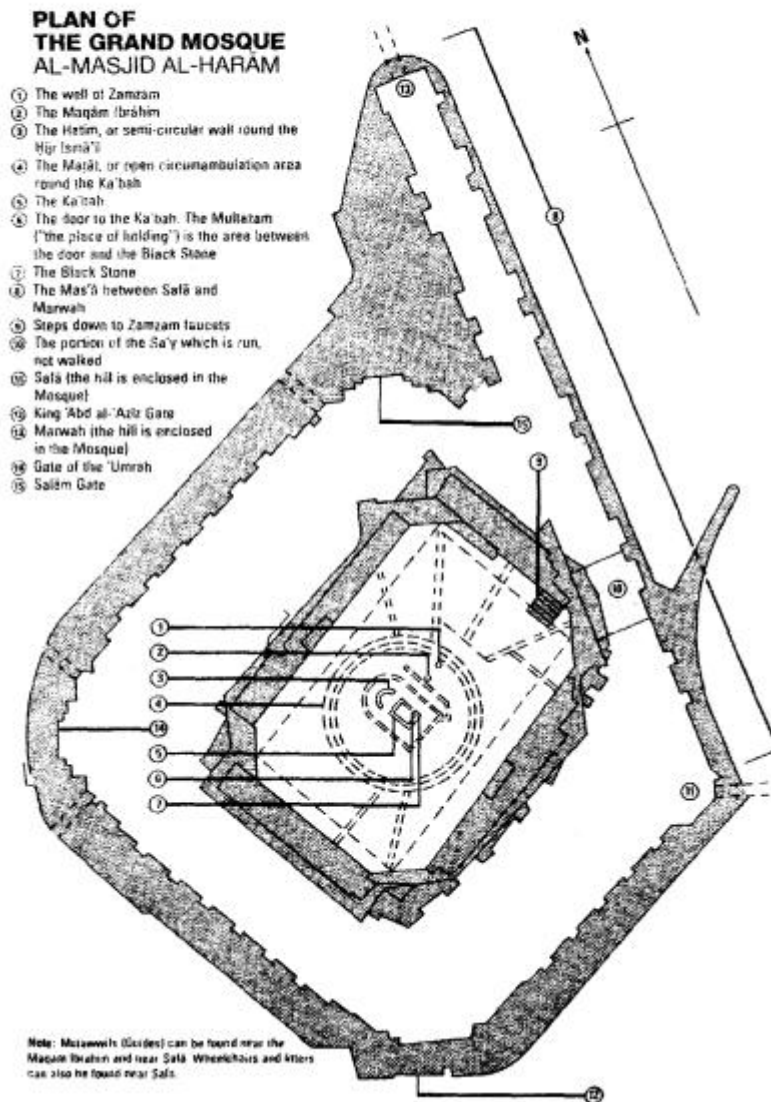 PLAN OF
THE GRAND MOSQUE
AL-MASJID AL-HARĀM
1 The well of Zamzam
2 The Maqām Ibrāhīm
3 The Hatim, or semi-circular wall round the
Ḥijr Ismā'īl
4 The Maṭāf, or open circumambulation area
round the Ka'bah
5 The Ka'bah
6 The door to the Ka'bah. The Multazam
("the place of holding") is the area between
the door and the Black Stone
7 The Black Stone
8 The Mas'ā between Safā and
Marwah
9 Steps down to Zamzam faucets
10 The portion of the Sa'y which is run,
not walked
11 Safā (the hill is enclosed in the
Mosque)
12 King 'Abd al-'Azīz Gate
13 Marwah (the hill is enclosed
in the Mosque)
14 Gate of the 'Umrah
15 Salām Gate
N
13
8
15
9
10
1
2
3
4
14
5
6
7
11
12
Note: Mutawwifs (Guides) can be found near the
Maqam Ibrahim and near Ṣafā. Wheelchairs and litters
can also be found near Ṣafā.